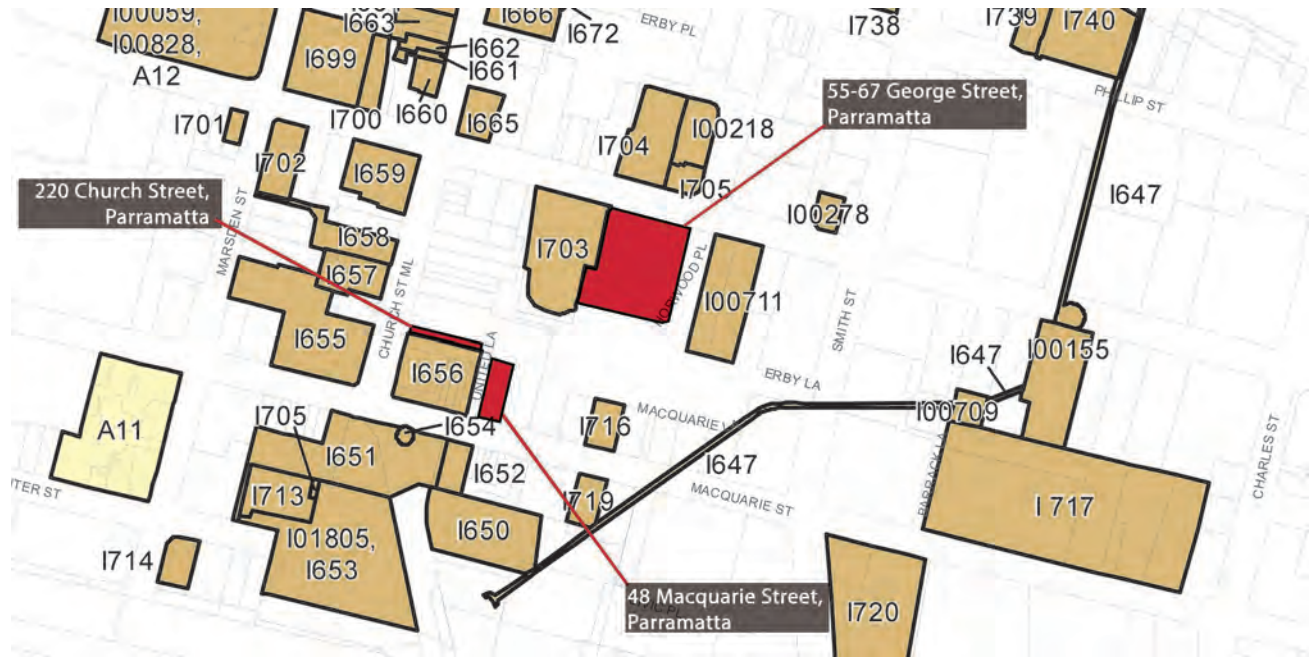 I00059,
I00828,
A12
I663
I699
I662
I661
I660
I700
I666
I672
ERBY PL
I738
I739
I740
PHILLIP ST
55-67 George Street,
Parramatta
I665
I701
I702
I659
I704
I00218
I705
I647
220 Church Street,
Parramatta
MARSDEN ST
I658
I657
I703
I00278
I00711
CHURCH ST ML
I655
I656
UNITED LA
SMITH ST
ERBY LA
I647
I00155
I00709
A11
I705
I654
I651
I652
I716
MACQUARIE
I647
MACQUARIE ST
I719
CHARLES ST
I 717
I713
I650
I01805,
I653
I714
48 Macquarie Street,
Parramatta
I720